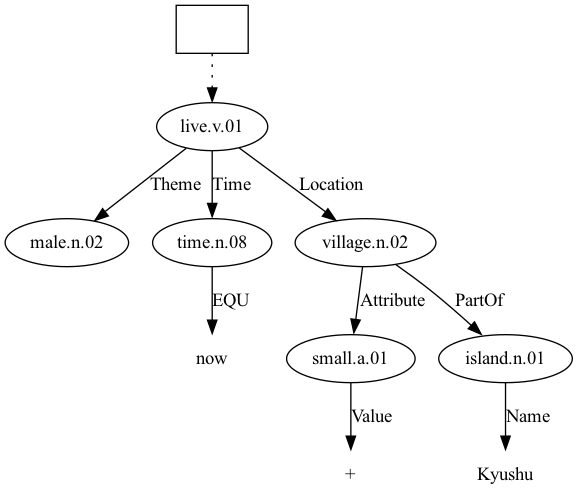 live.v.01
Theme Time Location
male.n.02 time.n.08 village.n.02
EQU Attribute PartOf
now small.a.01 island.n.01
Value Name
+ Kyushu